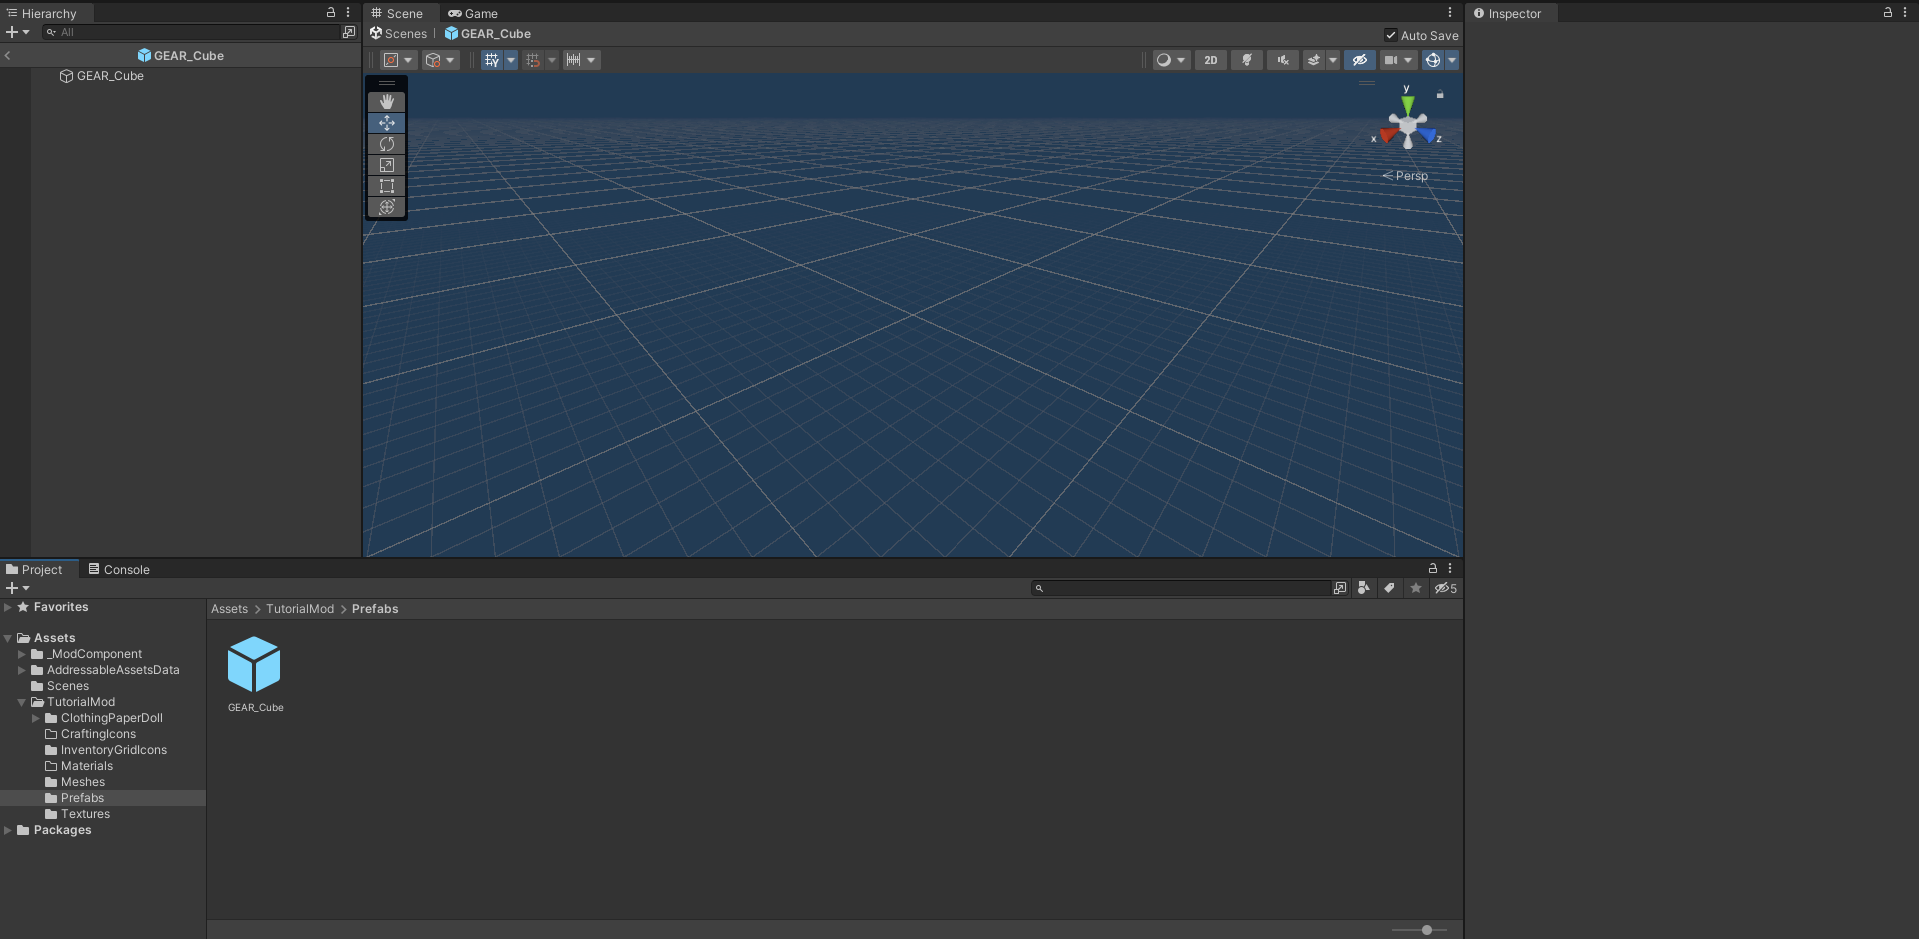 Hierarchy
All
GEAR_Cube
GEAR_Cube
Scene
Game
Scenes
GEAR_Cube
Auto Save
2D
y
x
z
Persp
Inspector
Project
Console
5
Favorites
Assets
_ModComponent
AddressableAssetsData
Scenes
TutorialMod
ClothingPaperDoll
CraftingIcons
InventoryGridIcons
Materials
Meshes
Prefabs
Textures
Packages
Assets > TutorialMod > Prefabs
GEAR_Cube